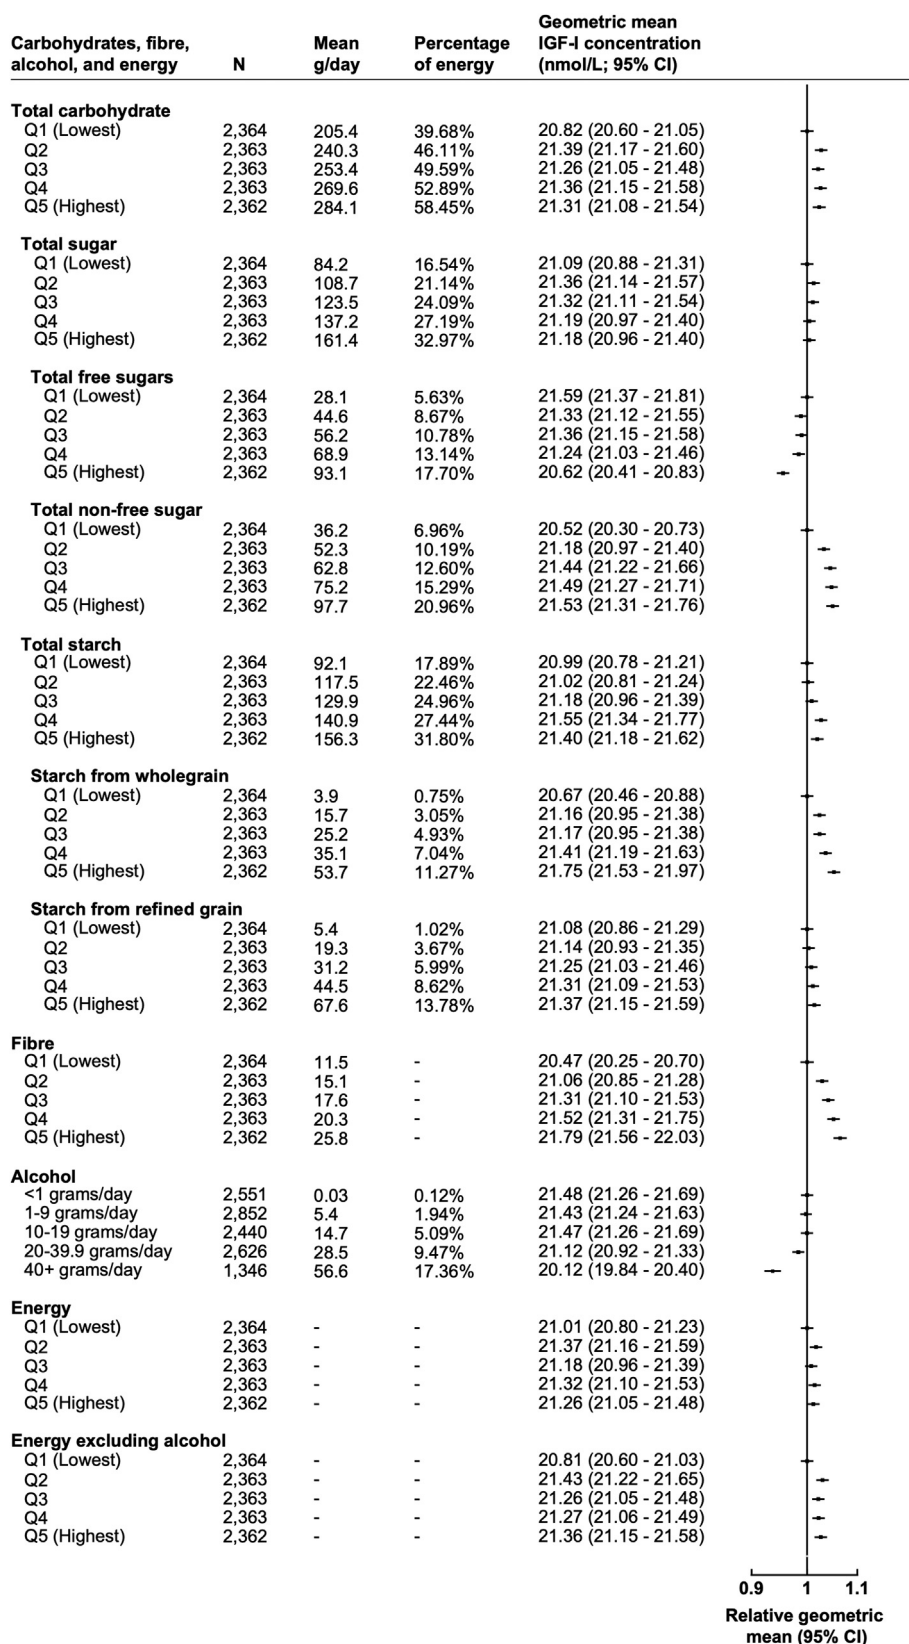 Geometric mean
Carbohydrates, fibre, Mean Percentage IGF-I concentration
alcohol, and energy N g/day of energy (nmol/L; 95% CI)
Total carbohydrate
Q1 (Lowest) 2,364 205.4 39.68% 20.82 (20.60 - 21.05)
Q2 2,363 240.3 46.11% 21.39 (21.17 - 21.60)
Q3 2,363 253.4 49.59% 21.26 (21.05 - 21.48)
Q4 2,363 269.6 52.89% 21.36 (21.15 - 21.58)
Q5 (Highest) 2,362 284.1 58.45% 21.31 (21.08 - 21.54)
Total sugar
Q1 (Lowest) 2,364 84.2 16.54% 21.09 (20.88 - 21.31)
Q2 2,363 108.7 21.14% 21.36 (21.14 - 21.57)
Q3 2,363 123.5 24.09% 21.32 (21.11 - 21.54)
Q4 2,363 137.2 27.19% 21.19 (20.97 - 21.40)
Q5 (Highest) 2,362 161.4 32.97% 21.18 (20.96 - 21.40)
Total free sugars
Q1 (Lowest) 2,364 28.1 5.63% 21.59 (21.37 - 21.81)
Q2 2,363 44.6 8.67% 21.33 (21.12 - 21.55)
Q3 2,363 56.2 10.78% 21.36 (21.15 - 21.58)
Q4 2,363 68.9 13.14% 21.24 (21.03 - 21.46)
Q5 (Highest) 2,362 93.1 17.70% 20.62 (20.41 - 20.83)
Total non-free sugar
Q1 (Lowest) 2,364 36.2 6.96% 20.52 (20.30 - 20.73)
Q2 2,363 52.3 10.19% 21.18 (20.97 - 21.40)
Q3 2,363 62.8 12.60% 21.44 (21.22 - 21.66)
Q4 2,363 75.2 15.29% 21.49 (21.27 - 21.71)
Q5 (Highest) 2,362 97.7 20.96% 21.53 (21.31 - 21.76)
Total starch
Q1 (Lowest) 2,364 92.1 17.89% 20.99 (20.78 - 21.21)
Q2 2,363 117.5 22.46% 21.02 (20.81 - 21.24)
Q3 2,363 129.9 24.96% 21.18 (20.96 - 21.39)
Q4 2,363 140.9 27.44% 21.55 (21.34 - 21.77)
Q5 (Highest) 2,362 156.3 31.80% 21.40 (21.18 - 21.62)
Starch from wholegrain
Q1 (Lowest) 2,364 3.9 0.75% 20.67 (20.46 - 20.88)
Q2 2,363 15.7 3.05% 21.16 (20.95 - 21.38)
Q3 2,363 25.2 4.93% 21.17 (20.95 - 21.38)
Q4 2,363 35.1 7.04% 21.41 (21.19 - 21.63)
Q5 (Highest) 2,362 53.7 11.27% 21.75 (21.53 - 21.97)
Starch from refined grain
Q1 (Lowest) 2,364 5.4 1.02% 21.08 (20.86 - 21.29)
Q2 2,363 19.3 3.67% 21.14 (20.93 - 21.35)
Q3 2,363 31.2 5.99% 21.25 (21.03 - 21.46)
Q4 2,363 44.5 8.62% 21.31 (21.09 - 21.53)
Q5 (Highest) 2,362 67.6 13.78% 21.37 (21.15 - 21.59)
Fibre
Q1 (Lowest) 2,364 11.5 - 20.47 (20.25 - 20.70)
Q2 2,363 15.1 - 21.06 (20.85 - 21.28)
Q3 2,363 17.6 - 21.31 (21.10 - 21.53)
Q4 2,363 20.3 - 21.52 (21.31 - 21.75)
Q5 (Highest) 2,362 25.8 - 21.79 (21.56 - 22.03)
Alcohol
<1 grams/day 2,551 0.03 0.12% 21.48 (21.26 - 21.69)
1-9 grams/day 2,852 5.4 1.94% 21.43 (21.24 - 21.63)
10-19 grams/day 2,440 14.7 5.09% 21.47 (21.26 - 21.69)
20-39.9 grams/day 2,626 28.5 9.47% 21.12 (20.92 - 21.33)
40+ grams/day 1,346 56.6 17.36% 20.12 (19.84 - 20.40)
Energy
Q1 (Lowest) 2,364 - - 21.01 (20.80 - 21.23)
Q2 2,363 - - 21.37 (21.16 - 21.59)
Q3 2,363 - - 21.18 (20.96 - 21.39)
Q4 2,363 - - 21.32 (21.10 - 21.53)
Q5 (Highest) 2,362 - - 21.26 (21.05 - 21.48)
Energy excluding alcohol
Q1 (Lowest) 2,364 - - 20.81 (20.60 - 21.03)
Q2 2,363 - - 21.43 (21.22 - 21.65)
Q3 2,363 - - 21.26 (21.05 - 21.48)
Q4 2,363 - - 21.27 (21.06 - 21.49)
Q5 (Highest) 2,362 - - 21.36 (21.15 - 21.58)
0.9 1 1.1
Relative geometric
mean (95% CI)